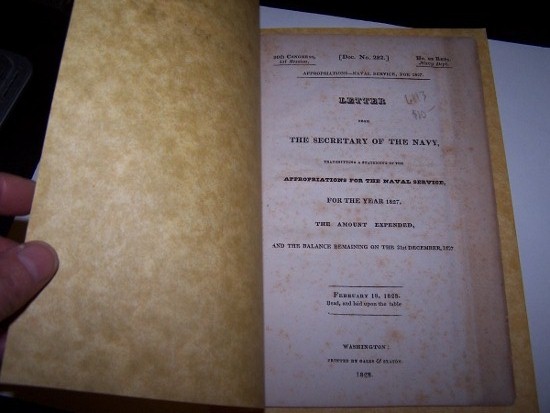 20th Congress, [Doc. No. 282.] Ho. of Reps,
1st Session. Navy Dept.
APPROPRIATIONS—NAVAL SERVICE, FOR 1827.
LETTER
FROM
THE SECRETARY OF THE NAVY,
TRANSMITTING A STATEMENT OF THE
APPROPRIATIONS FOR THE NAVAL SERVICE,
FOR THE YEAR 1827,
THE AMOUNT EXPENDED,
AND THE BALANCE REMAINING ON THE 31st DECEMBER, 1827
February 18, 1828.
Read, and laid upon the table
WASHINGTON:
PRINTED BY GALES & SEATON
1828.